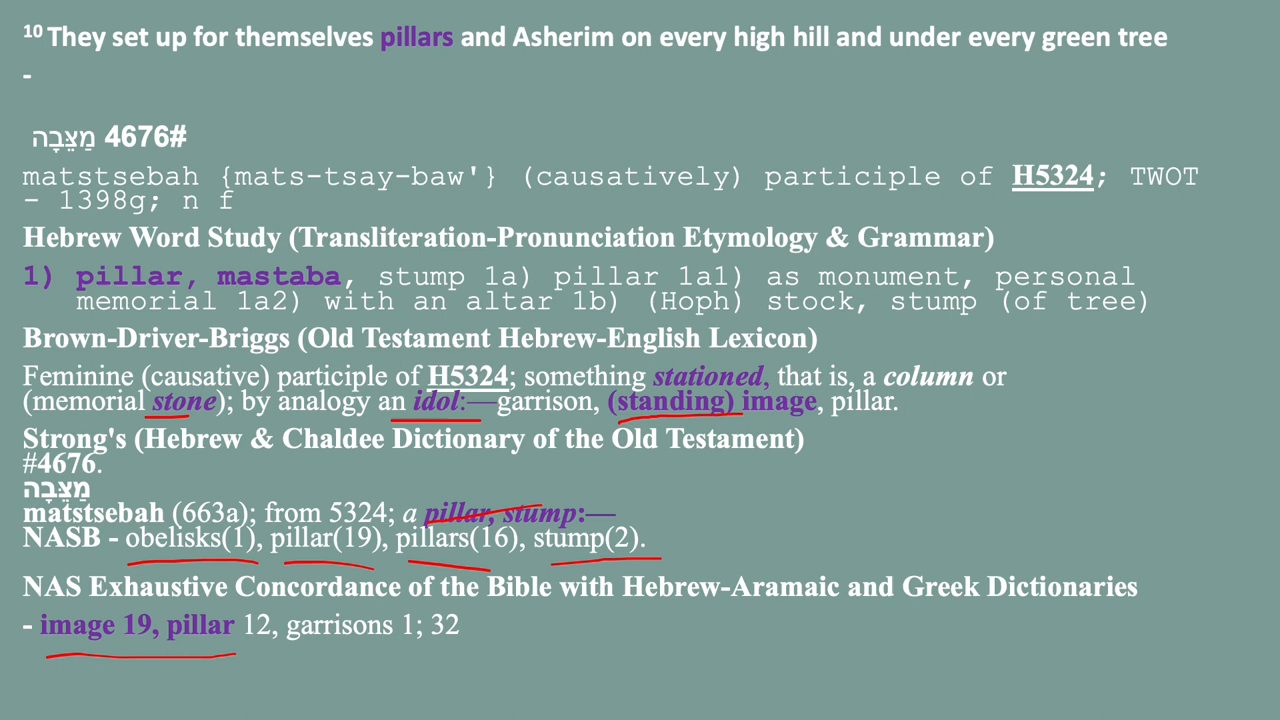 10 They set up for themselves pillars and Asherim on every high hill and under every green tree
-
מַצֵּבָה 4676#
matstsebah {mats-tsay-baw'} (causatively) participle of H5324; TWOT
- 1398g; n f
Hebrew Word Study (Transliteration-Pronunciation Etymology & Grammar)
1) pillar, mastaba, stump 1a) pillar 1a1) as monument, personal
memorial 1a2) with an altar 1b) (Hoph) stock, stump (of tree)
Brown-Driver-Briggs (Old Testament Hebrew-English Lexicon)
Feminine (causative) participle of H5324; something stationed, that is, a column or
(memorial stone); by analogy an idol:—garrison, (standing) image, pillar.
Strong's (Hebrew & Chaldee Dictionary of the Old Testament)
#4676.
מַצֵּבָה
matstsebah (663a); from 5324; a pillar, stump:—
NASB - obelisks(1), pillar(19), pillars(16), stump(2).
NAS Exhaustive Concordance of the Bible with Hebrew-Aramaic and Greek Dictionaries
- image 19, pillar 12, garrisons 1; 32